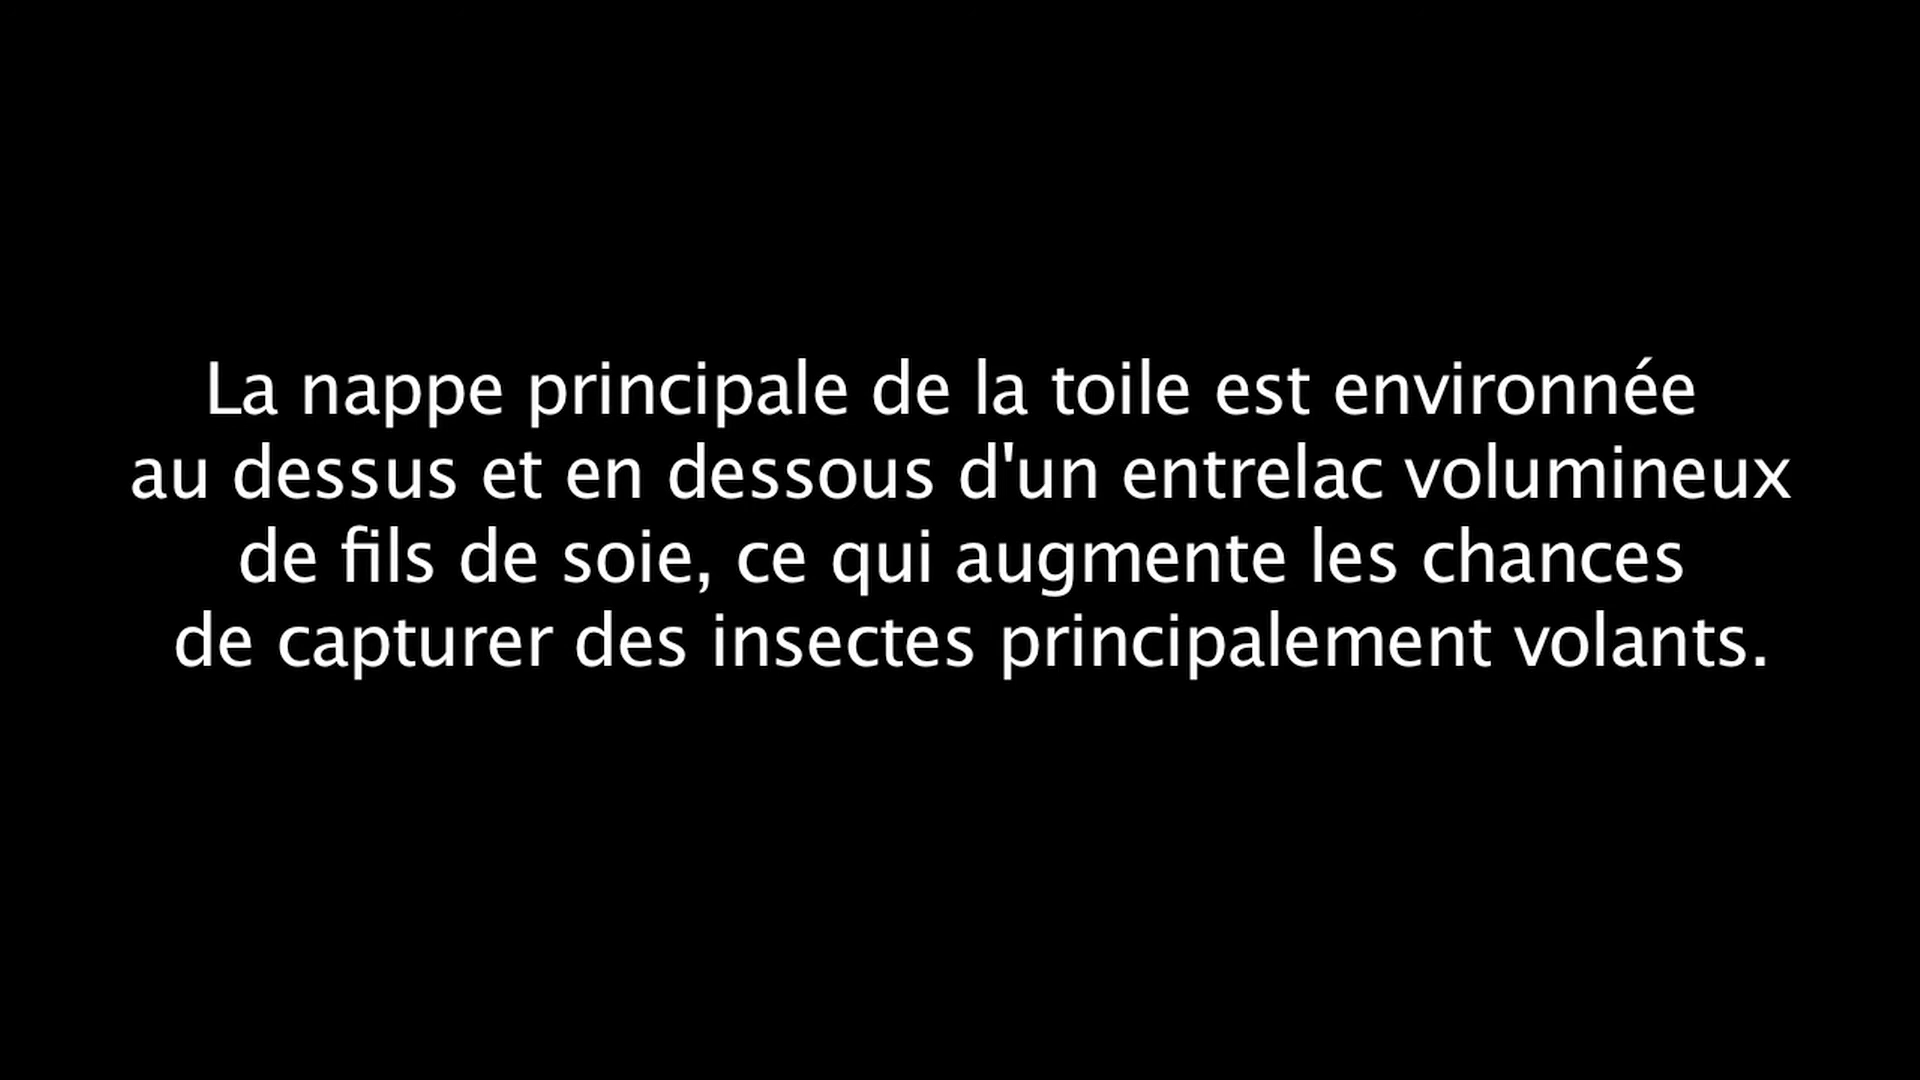 La nappe principale de la toile est environnée
au dessus et en dessous d'un entrelac volumineux
de fils de soie, ce qui augmente les chances
de capturer des insectes principalement volants.